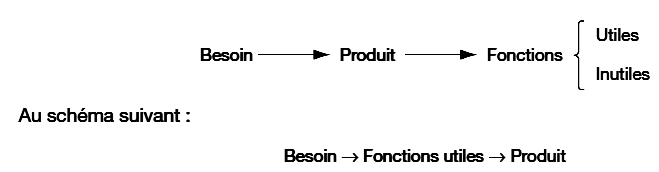 Besoin → Produit → Fonctions { Utiles
Inutiles
Au schéma suivant :
Besoin → Fonctions utiles → Produit